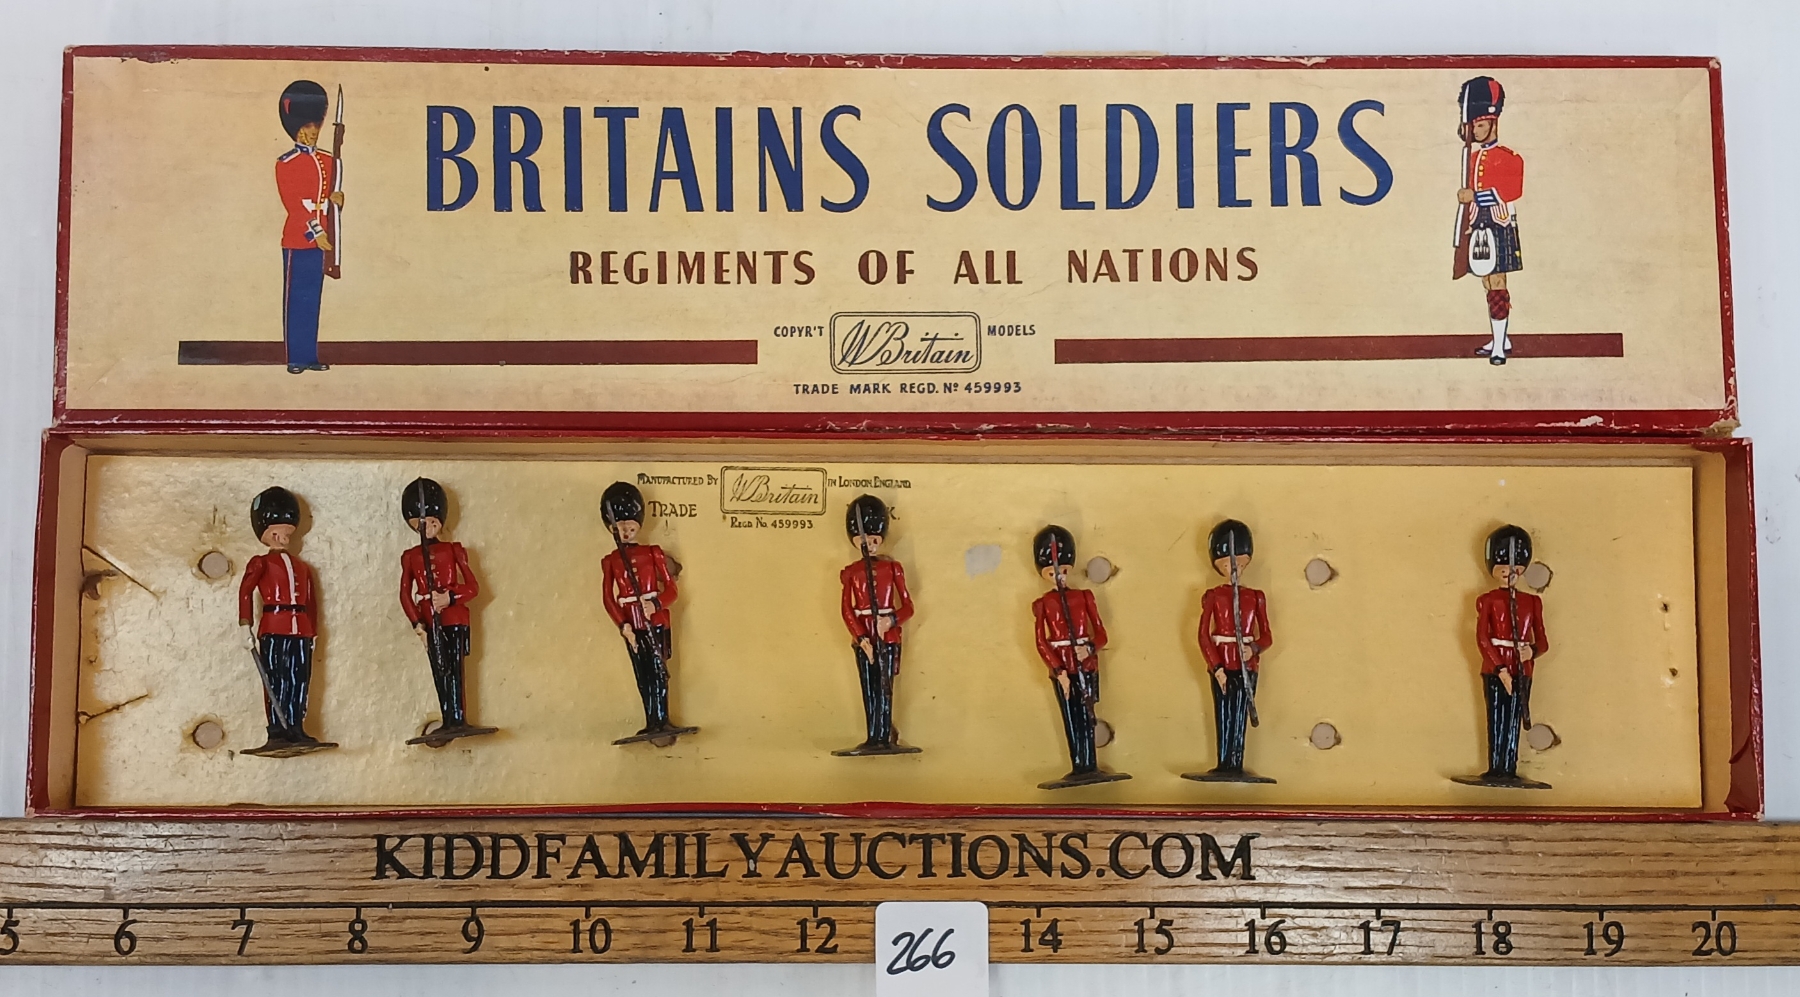 BRITAINS SOLDIERS
REGIMENTS OF ALL NATIONS
COPYR'T W Britain MODELS
TRADE MARK REGD. Nº 459993
MANUFACTURED BY W Britain IN LONDON ENGLAND
TRADE
REGD No 459993
KIDDFAMILYAUCTIONS.COM
5 6 7 8 9 10 11 12 14 15 16 17 18 19 20
266